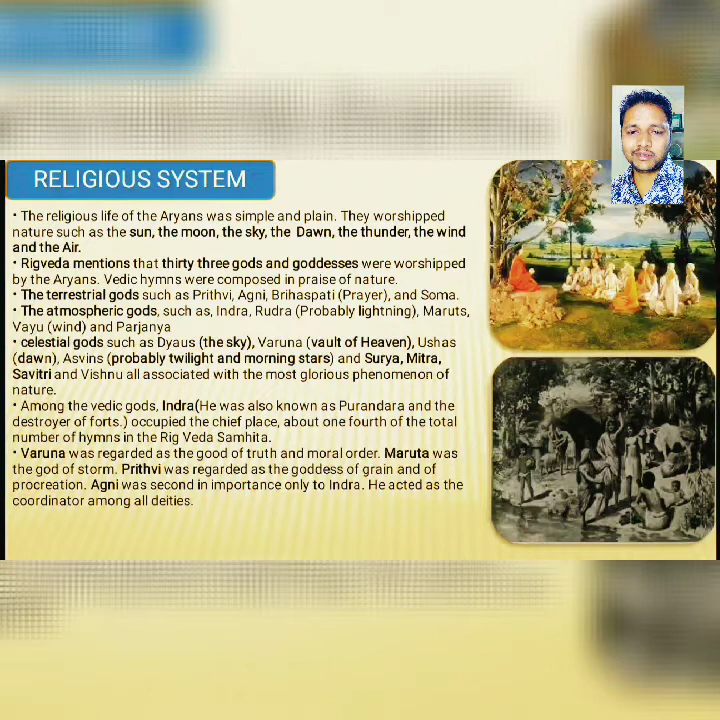 RELIGIOUS SYSTEM
• The religious life of the Aryans was simple and plain. They worshipped
nature such as the sun, the moon, the sky, the Dawn, the thunder, the wind
and the Air.
• Rigveda mentions that thirty three gods and goddesses were worshipped
by the Aryans. Vedic hymns were composed in praise of nature.
• The terrestrial gods such as Prithvi, Agni, Brihaspati (Prayer), and Soma.
• The atmospheric gods, such as, Indra, Rudra (Probably lightning), Maruts,
Vayu (wind) and Parjanya
• celestial gods such as Dyaus (the sky), Varuna (vault of Heaven), Ushas
(dawn), Asvins (probably twilight and morning stars) and Surya, Mitra,
Savitri and Vishnu all associated with the most glorious phenomenon of
nature.
• Among the vedic gods, Indra(He was also known as Purandara and the
destroyer of forts.) occupied the chief place, about one fourth of the total
number of hymns in the Rig Veda Samhita.
• Varuna was regarded as the good of truth and moral order. Maruta was
the god of storm. Prithvi was regarded as the goddess of grain and of
procreation. Agni was second in importance only to Indra. He acted as the
coordinator among all deities.